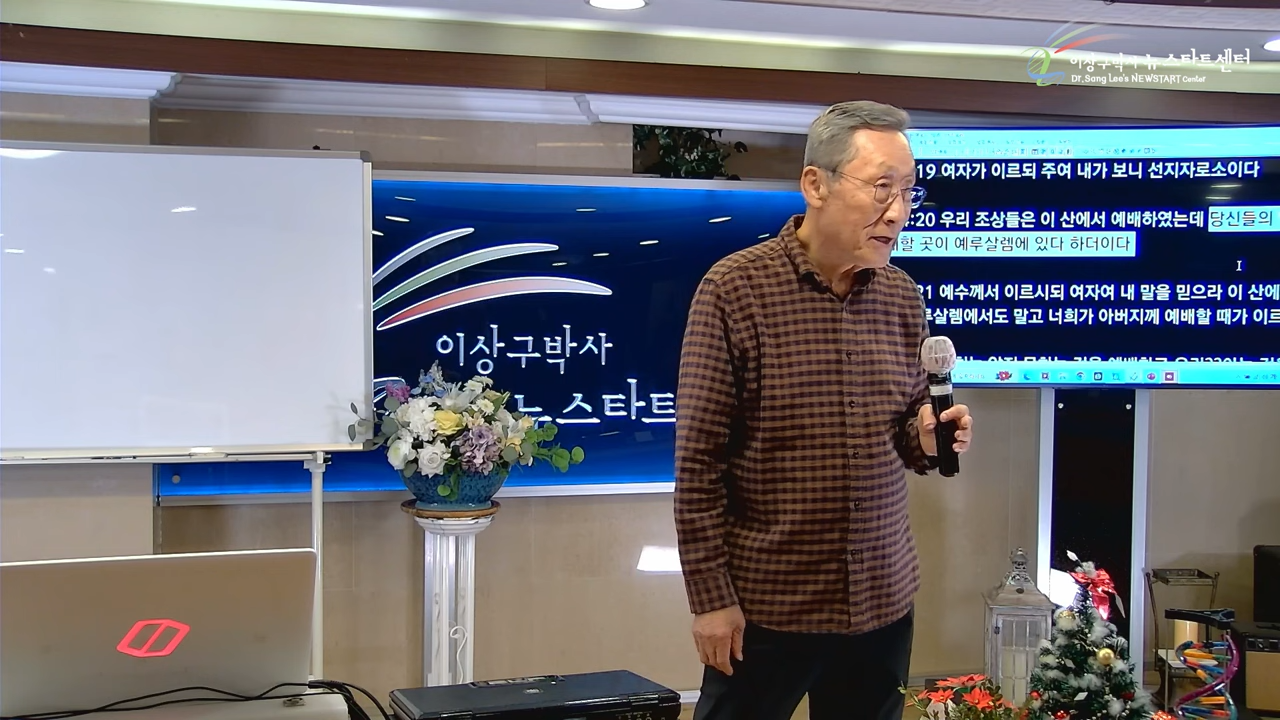 이상구박사 뉴스타트센터
Dr. Sang Lee's NEWSTART Center
19 여자가 이르되 주여 내가 보니 선지자로소이다
:20 우리 조상들은 이 산에서 예배하였는데 당신들의
할 곳이 예루살렘에 있다 하더이다
21 예수께서 이르시되 여자여 내 말을 믿으라 이 산에
루살렘에서도 말고 너희가 아버지께 예배할 때가 이르
이상구박사
뉴스타트